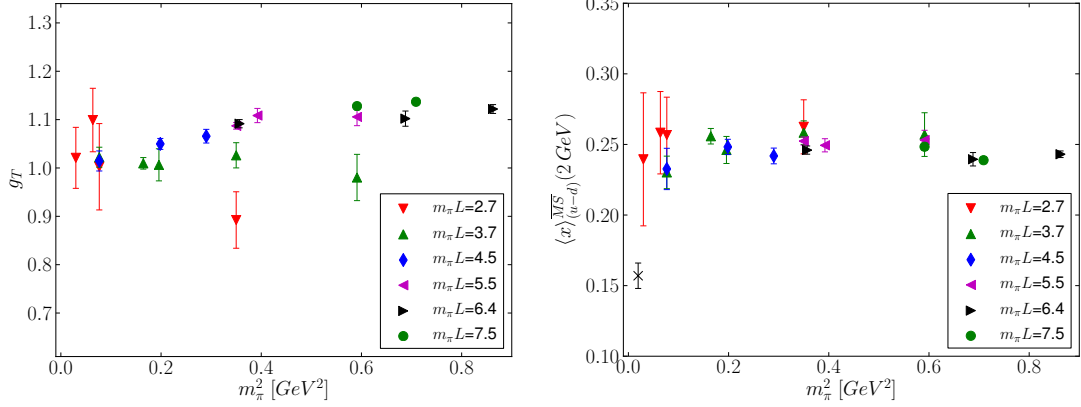 1.3
1.2
1.1
1.0
0.9
0.8
0.7
g_T
0.0 0.2 0.4 0.6 0.8
m_π^2 [GeV^2]
m_πL=2.7
m_πL=3.7
m_πL=4.5
m_πL=5.5
m_πL=6.4
m_πL=7.5
0.35
0.30
0.25
0.20
0.15
0.10
⟨x⟩^{\overline{MS}}_{(u−d)}(2 GeV)
0.0 0.2 0.4 0.6 0.8
m_π^2 [GeV^2]
m_πL=2.7
m_πL=3.7
m_πL=4.5
m_πL=5.5
m_πL=6.4
m_πL=7.5